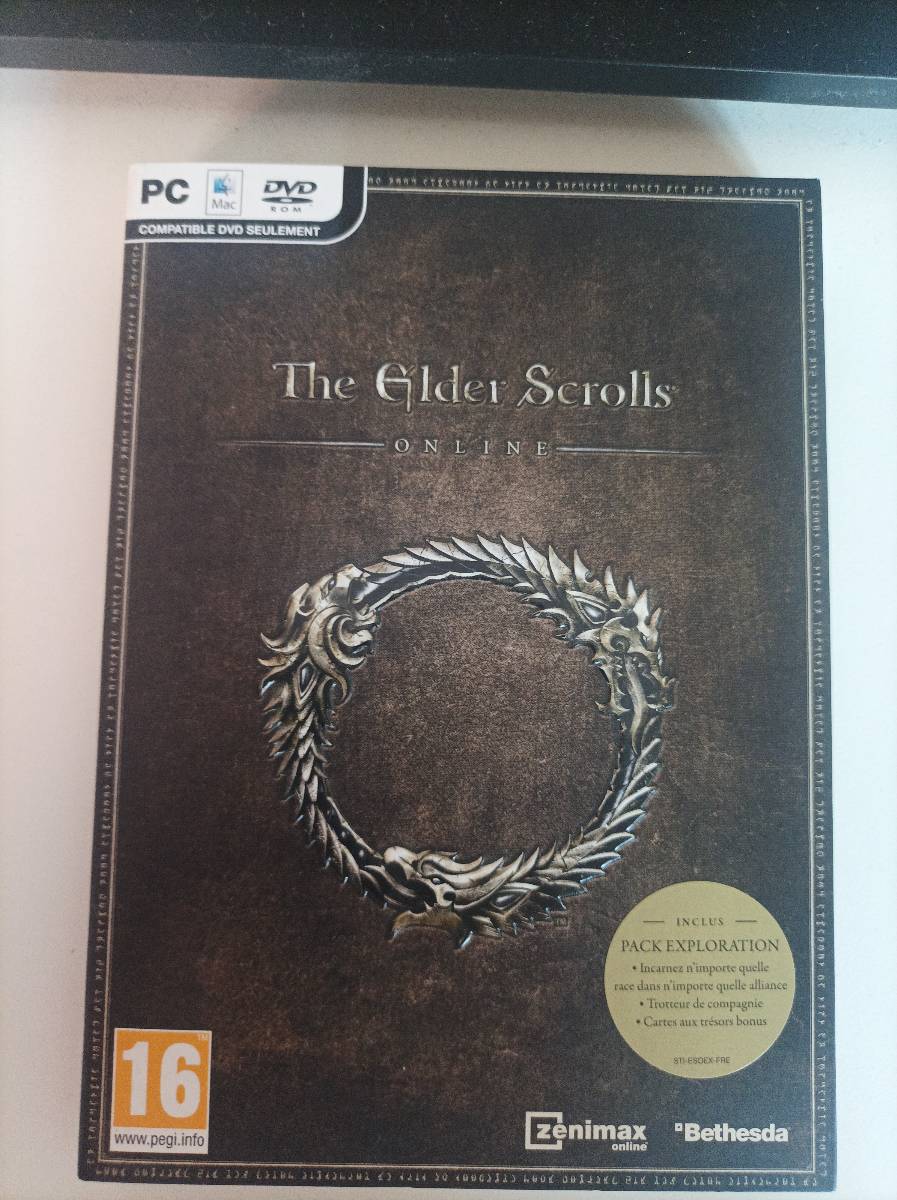 PC
Mac
DVD
ROM
COMPATIBLE DVD SEULEMENT
The Elder Scrolls
ONLINE
INCLUS
PACK EXPLORATION
• Incarnez n'importe quelle
race dans n'importe quelle alliance
• Trotteur de compagnie
• Cartes aux trésors bonus
STI-ESOEX-FRE
16
www.pegi.info
zenimax
online
Bethesda